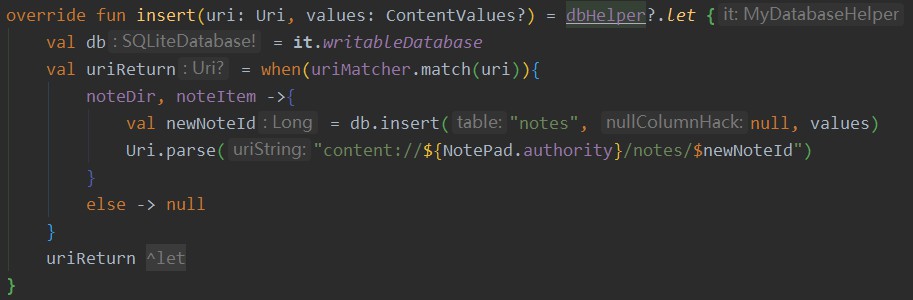 override fun insert(uri: Uri, values: ContentValues?) = dbHelper?.let { it: MyDatabaseHelper
    val db : SQLiteDatabase! = it.writableDatabase
    val uriReturn : Uri? = when(uriMatcher.match(uri)){
        noteDir, noteItem ->{
            val newNoteId : Long = db.insert( table: "notes", nullColumnHack: null, values)
            Uri.parse( uriString: "content://${NotePad.authority}/notes/$newNoteId")
        }
        else -> null
    }
    uriReturn ^let
}